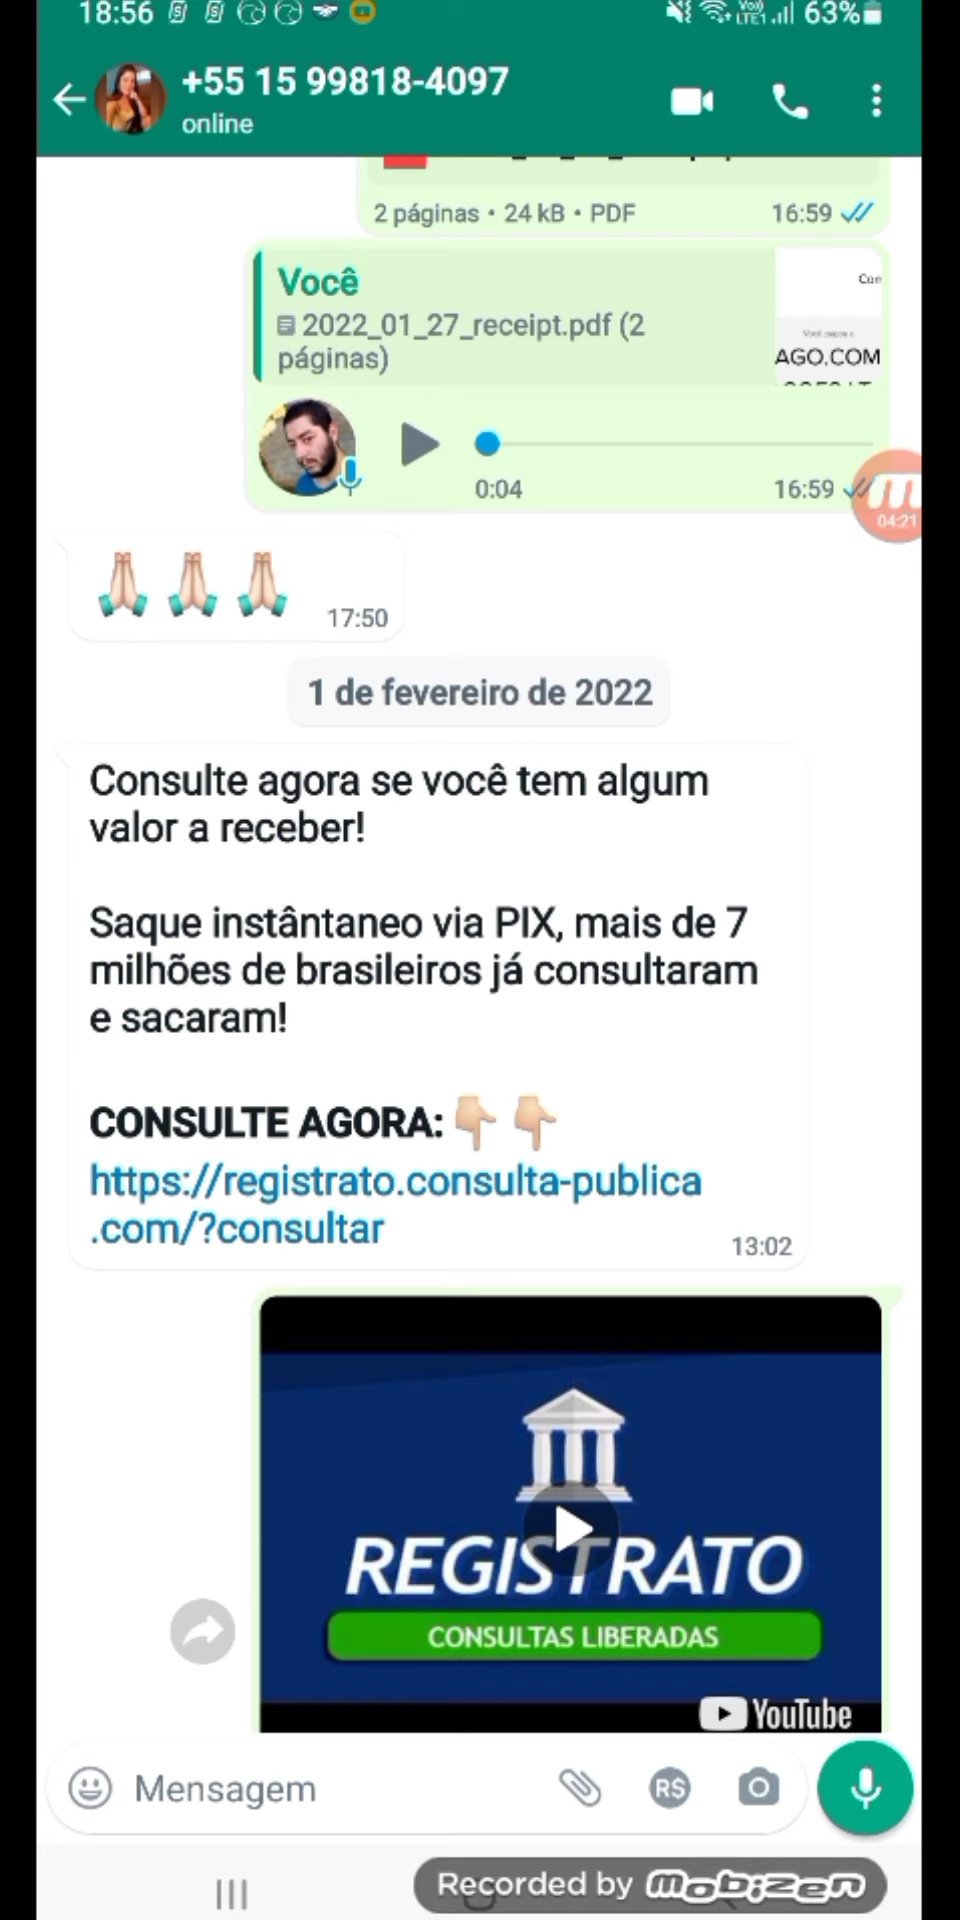 18:56
63%
+55 15 99818-4097
online
2 páginas • 24 kB • PDF
16:59
Você
2022_01_27_receipt.pdf (2
páginas)
Con
AGO.COM
0:04
16:59
04:21
17:50
1 de fevereiro de 2022
Consulte agora se você tem algum
valor a receber!
Saque instântaneo via PIX, mais de 7
milhões de brasileiros já consultaram
e sacaram!
CONSULTE AGORA:
https://registrato.consulta-publica
.com/?consultar
13:02
REGISTRATO
CONSULTAS LIBERADAS
YouTube
Mensagem
R$
Recorded by mobizen